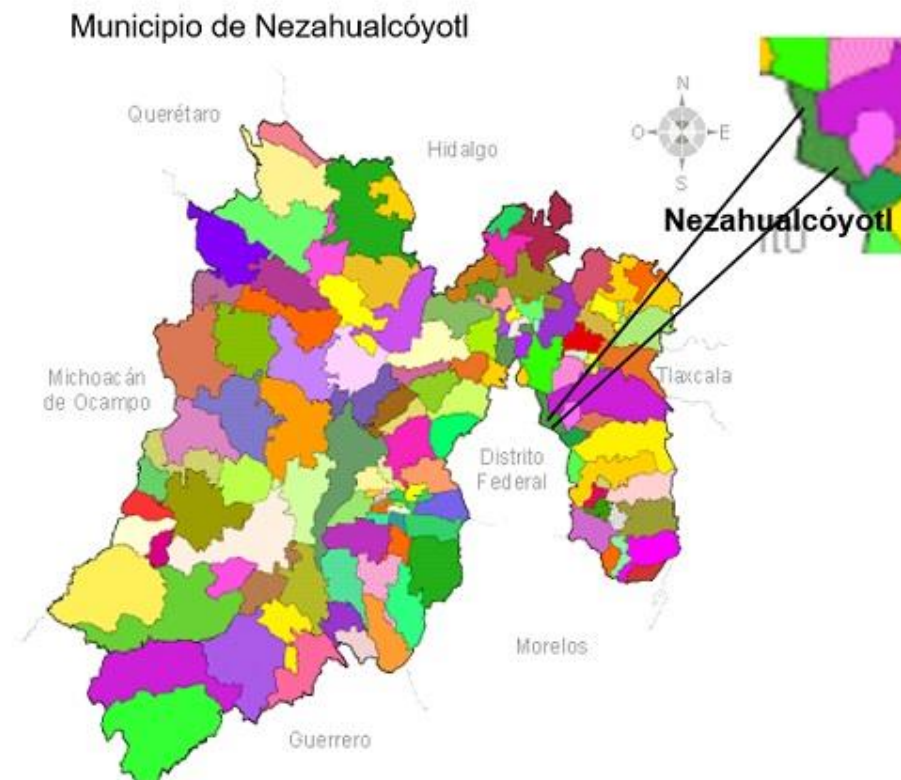 Municipio de Nezahualcóyotl
Querétaro
Hidalgo
N
O
E
S
Nezahualcóyotl
Michoacán
de Ocampo
Tlaxcala
Distrito
Federal
Morelos
Guerrero